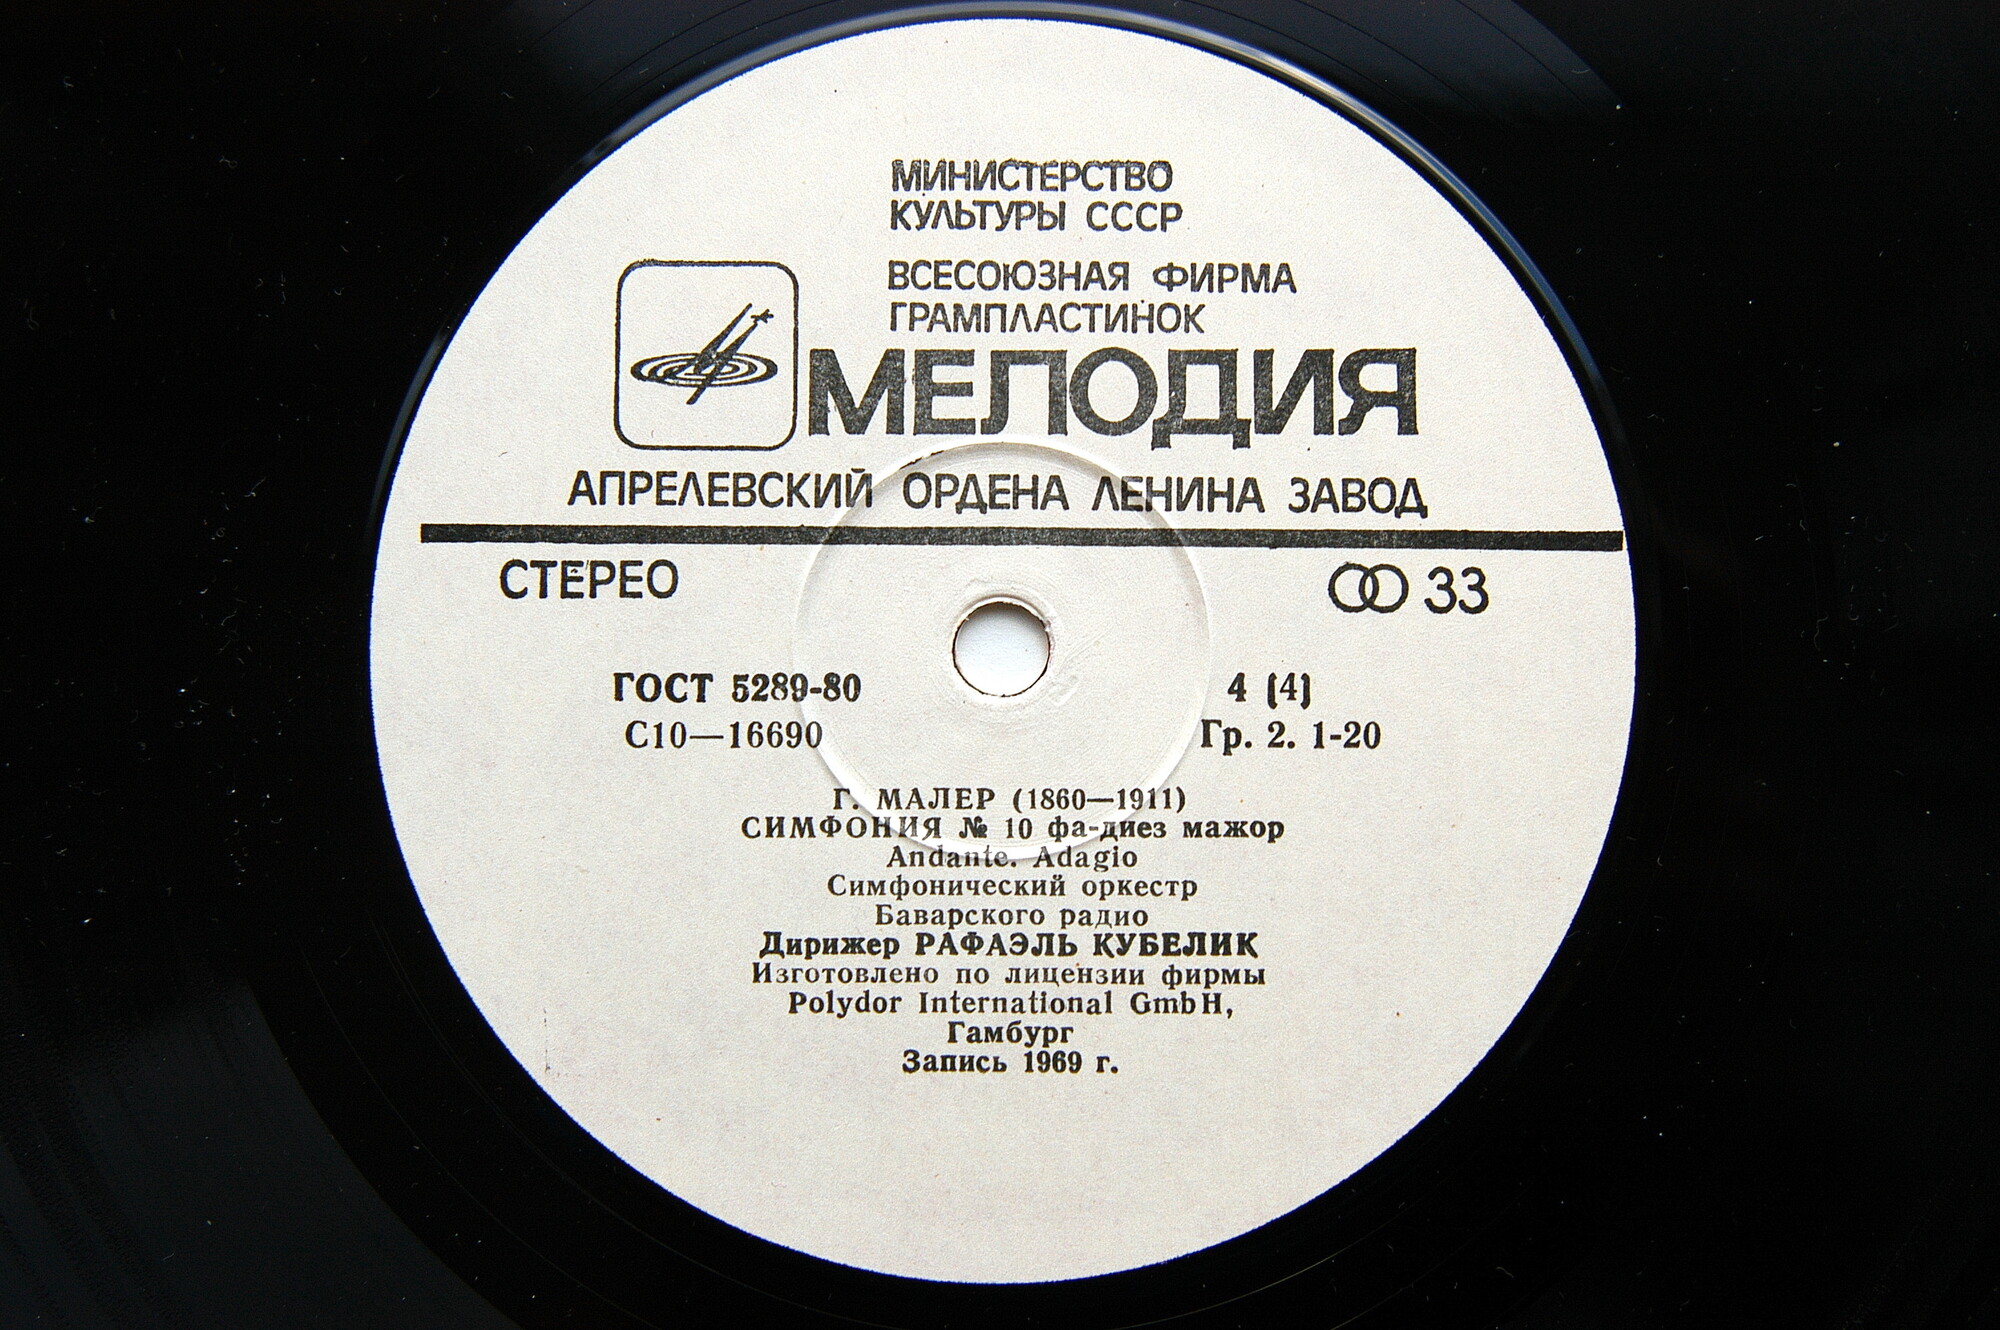 МИНИСТЕРСТВО
КУЛЬТУРЫ СССР
ВСЕСОЮЗНАЯ ФИРМА
ГРАМПЛАСТИНОК
МЕЛОДИЯ
АПРЕЛЕВСКИЙ ОРДЕНА ЛЕНИНА ЗАВОД
СТЕРЕО 33
ГОСТ 5289-80 4 (4)
С10—16690 Гр. 2. 1-20
Г. МАЛЕР (1860—1911)
СИМФОНИЯ № 10 фа-диез мажор
Andante. Adagio
Симфонический оркестр
Баварского радио
Дирижер РАФАЭЛЬ КУБЕЛИК
Изготовлено по лицензии фирмы
Polydor International GmbH,
Гамбург
Запись 1969 г.